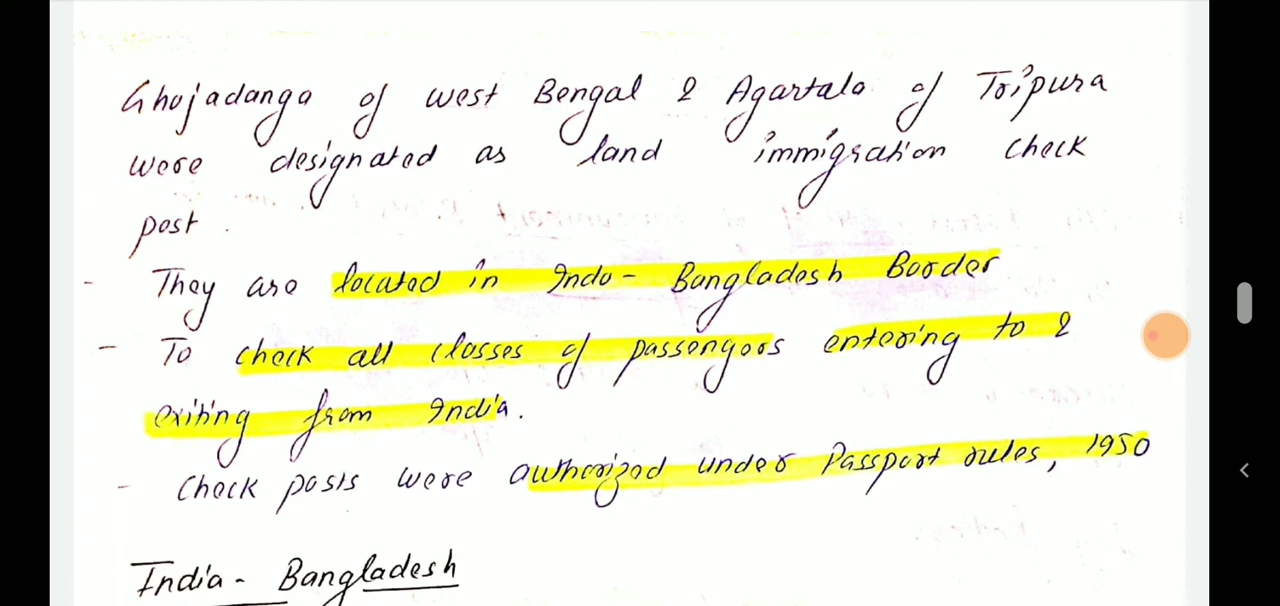 Ghojadanga of west Bengal & Agartala of Tripura
were designated as land immigration check
post.
- They are located in Indo - Bangladesh Border
- To check all classes of passengers entering to &
exiting from India.
- Check posts were authorized under Passport rules, 1950
India - Bangladesh